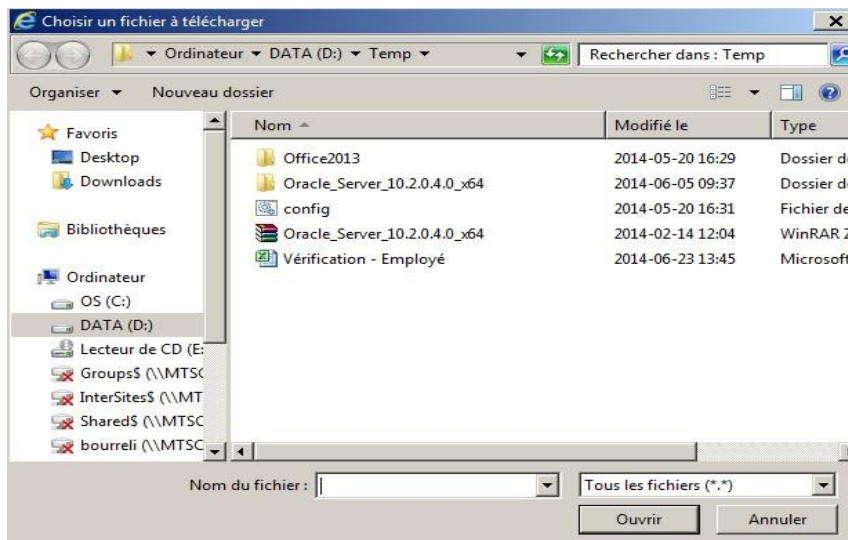 Choisir un fichier à télécharger
Ordinateur DATA (D:) Temp
Rechercher dans : Temp
Organiser Nouveau dossier
Favoris
Desktop
Downloads
Bibliothèques
Ordinateur
OS (C:)
DATA (D:)
Lecteur de CD (E:
Groups$ (\\MTSC
InterSites$ (\\MT
Shared$ (\\MTSC
bourreli (\\MTSC
Nom Modifié le Type
Office2013 2014-05-20 16:29 Dossier d
Oracle_Server_10.2.0.4.0_x64 2014-06-05 09:37 Dossier d
config 2014-05-20 16:31 Fichier de
Oracle_Server_10.2.0.4.0_x64 2014-02-14 12:04 WinRAR Z
Vérification - Employé 2014-06-23 13:45 Microsoft
Nom du fichier : Tous les fichiers (*.*)
Ouvrir Annuler